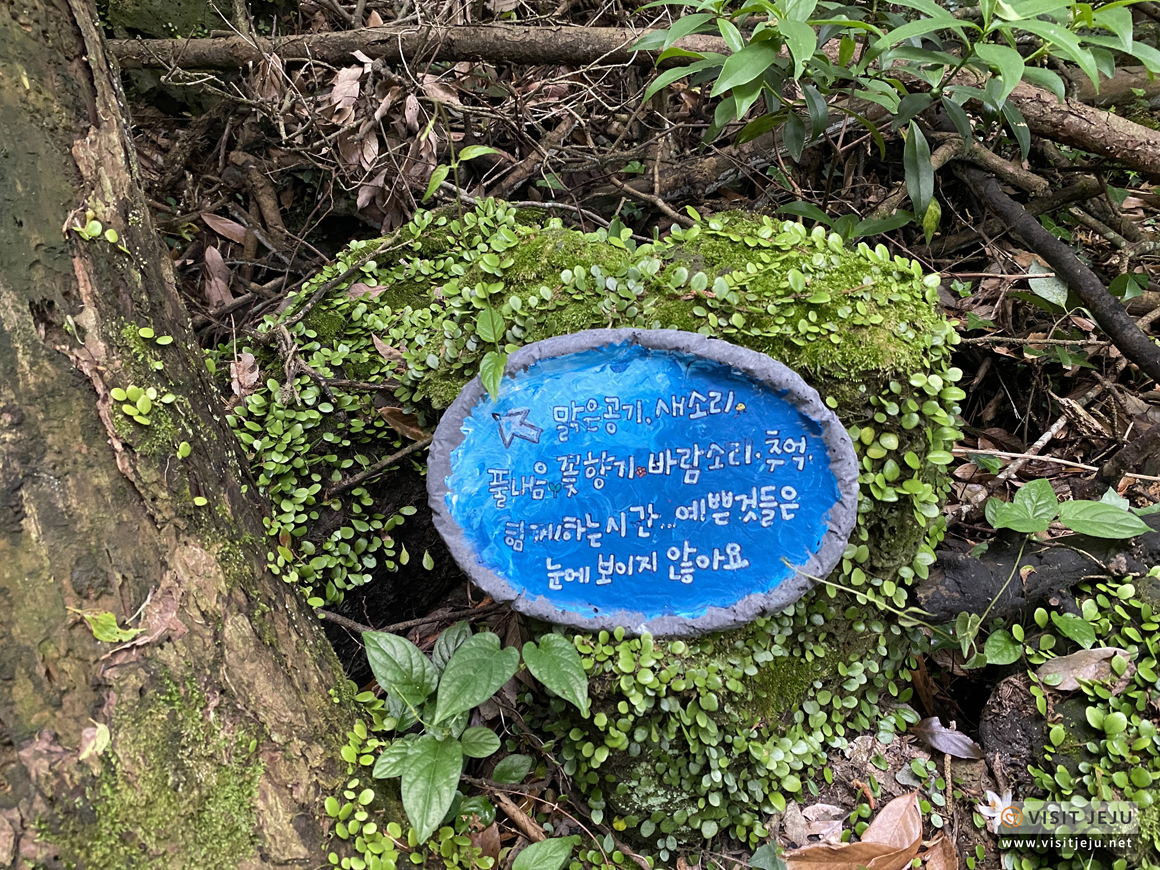 맑은공기.새소리.
풀내음 꽃향기.바람소리.추억.
함께하는시간...예쁜것들은
눈에 보이지 않아요
VISIT JEJU
www.visitjeju.net